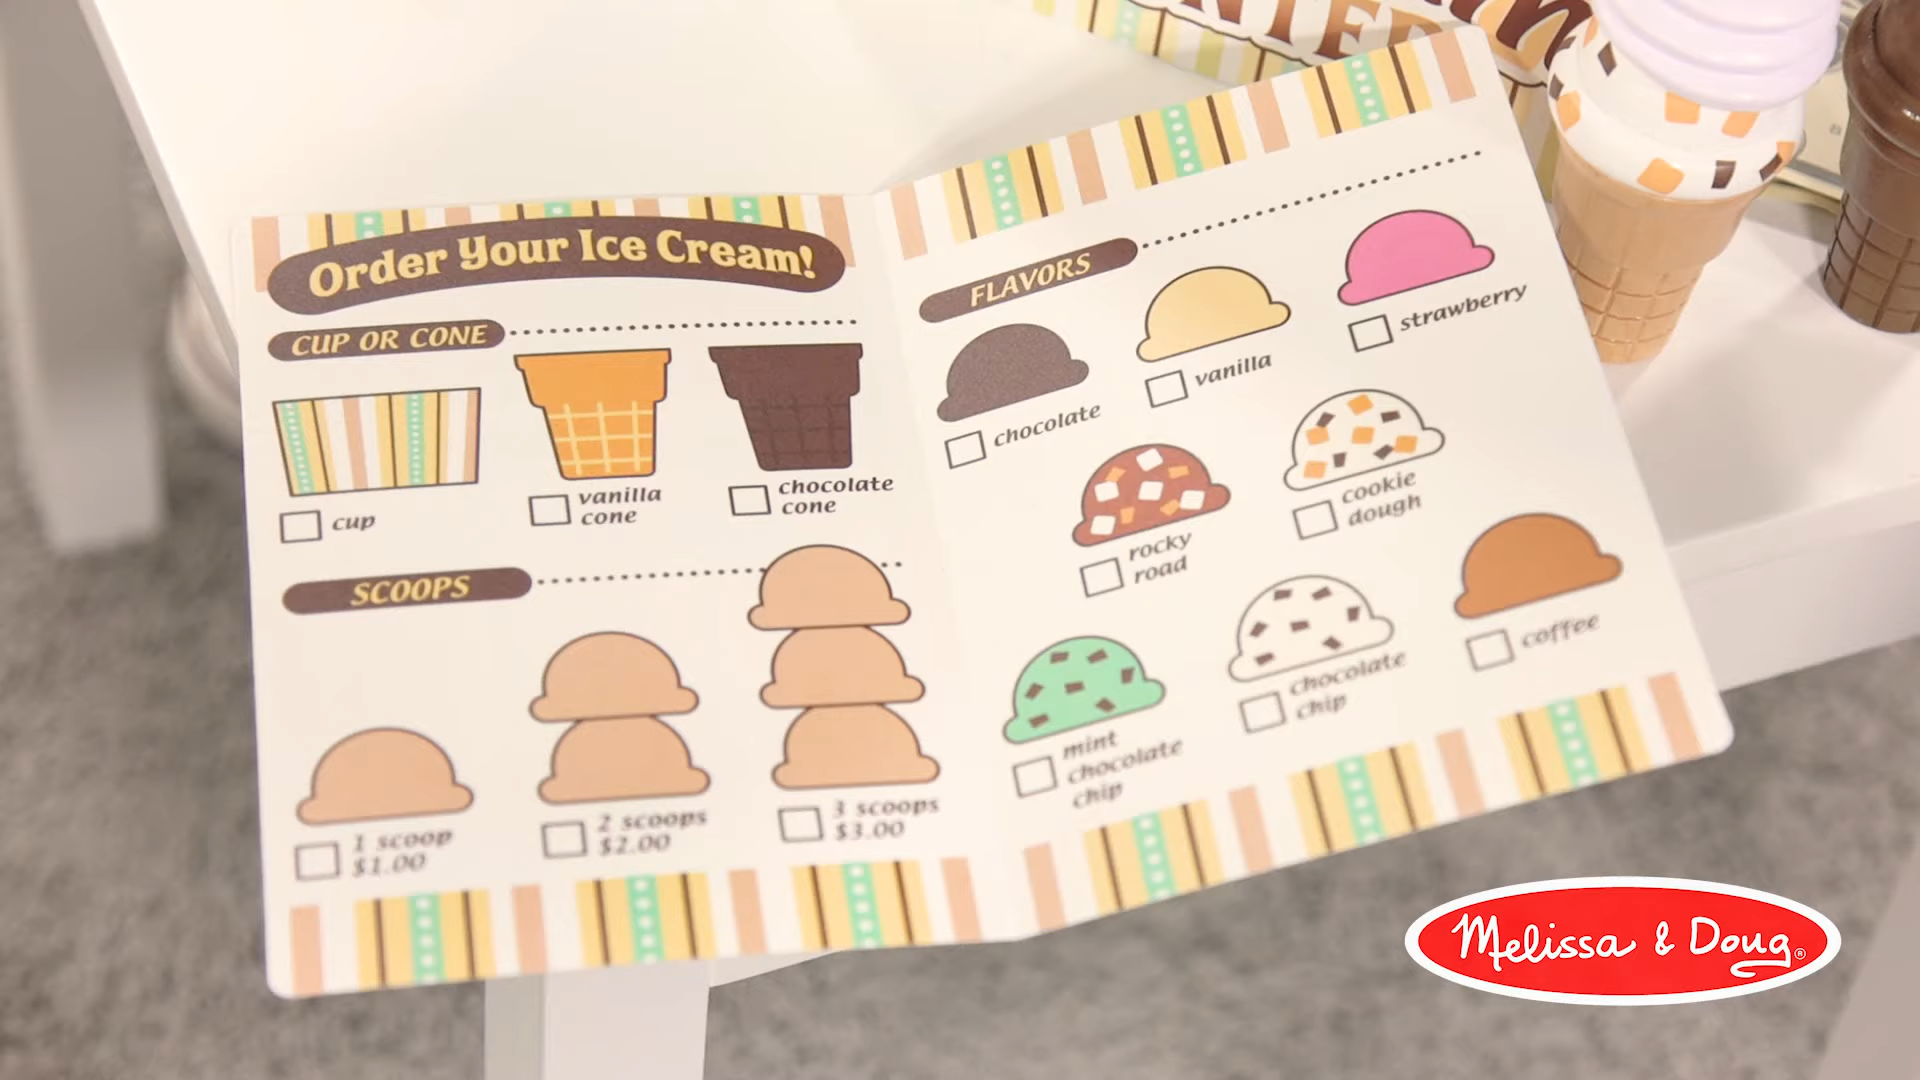 Order Your Ice Cream!
CUP OR CONE
cup
vanilla
cone
chocolate
cone
SCOOPS
1 scoop
$1.00
2 scoops
$2.00
3 scoops
$3.00
FLAVORS
chocolate
vanilla
strawberry
rocky
road
cookie
dough
mint
chocolate
chip
chocolate
chip
coffee
Melissa & Doug®